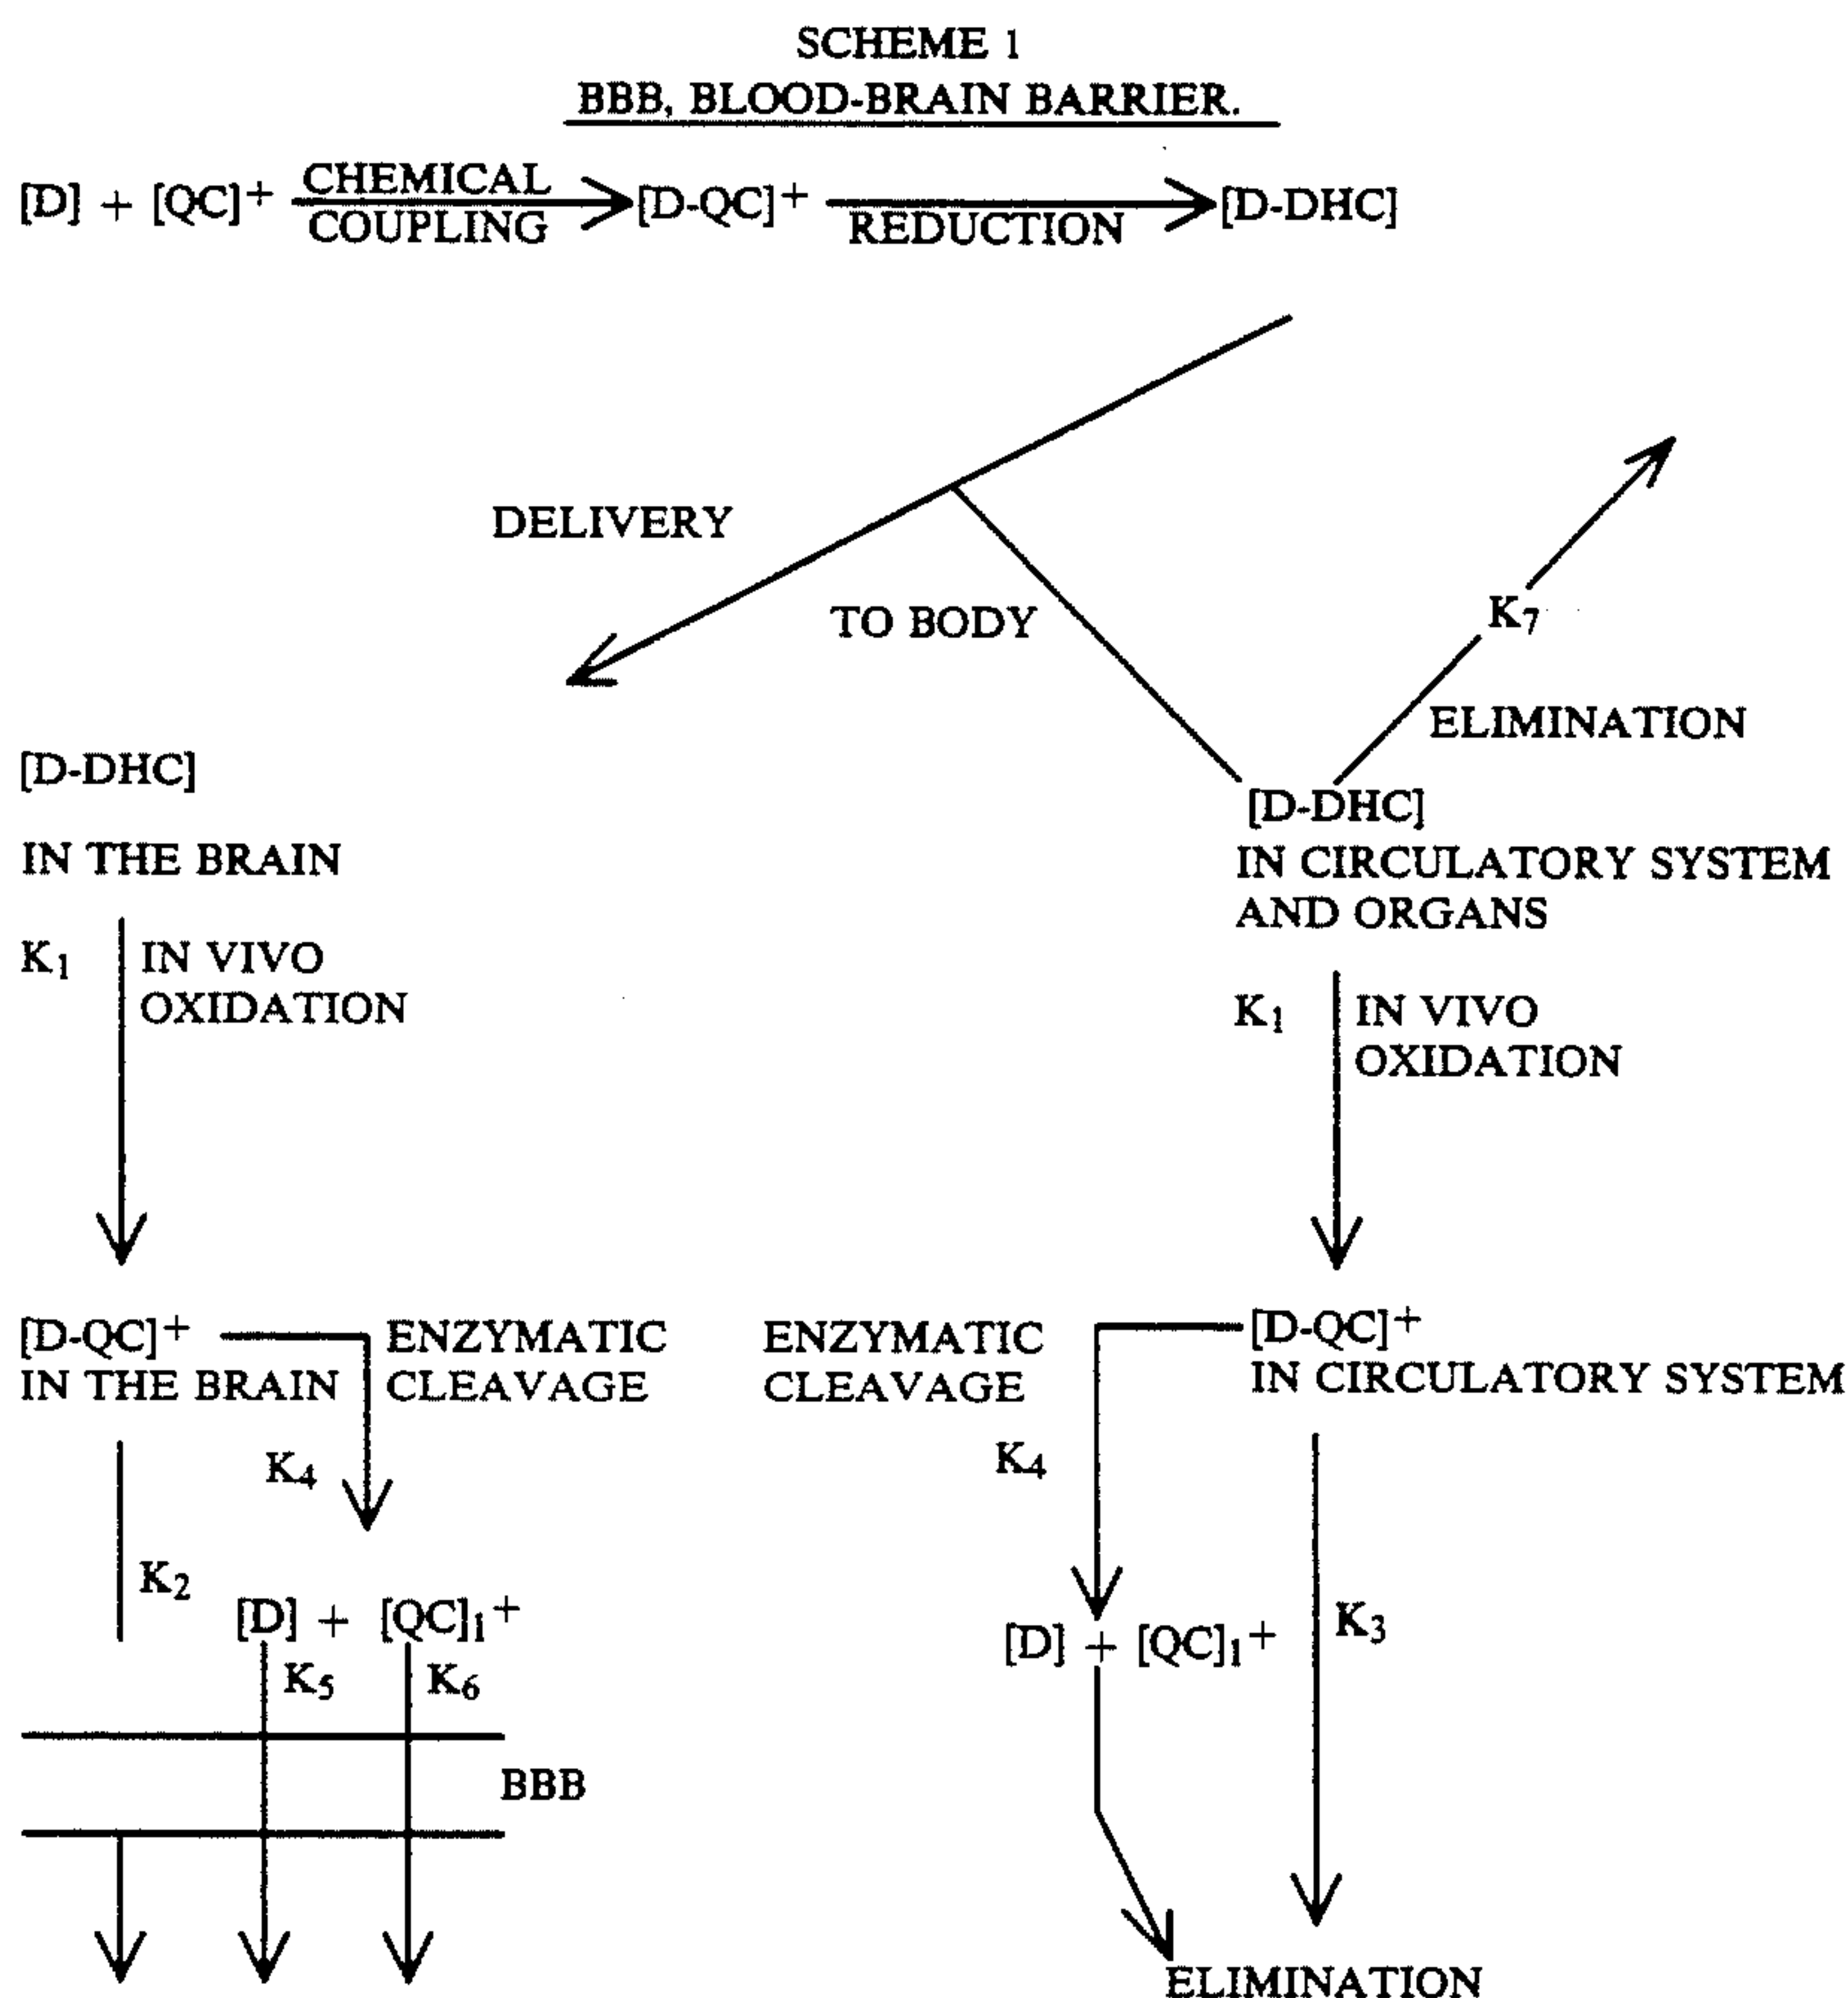 SCHEME 1
BBB, BLOOD-BRAIN BARRIER.
[D] + [QC]+ CHEMICAL COUPLING [D-QC]+ REDUCTION [D-DHC]
DELIVERY
TO BODY
K7
ELIMINATION
[D-DHC]
IN THE BRAIN
[D-DHC]
IN CIRCULATORY SYSTEM
AND ORGANS
K1 IN VIVO
OXIDATION
K1 IN VIVO
OXIDATION
[D-QC]+
IN THE BRAIN
ENZYMATIC
CLEAVAGE
ENZYMATIC
CLEAVAGE
[D-QC]+
IN CIRCULATORY SYSTEM
K4
K4
K2
[D] + [QC]1+
K5 K6
[D] + [QC]1+
K3
BBB
ELIMINATION